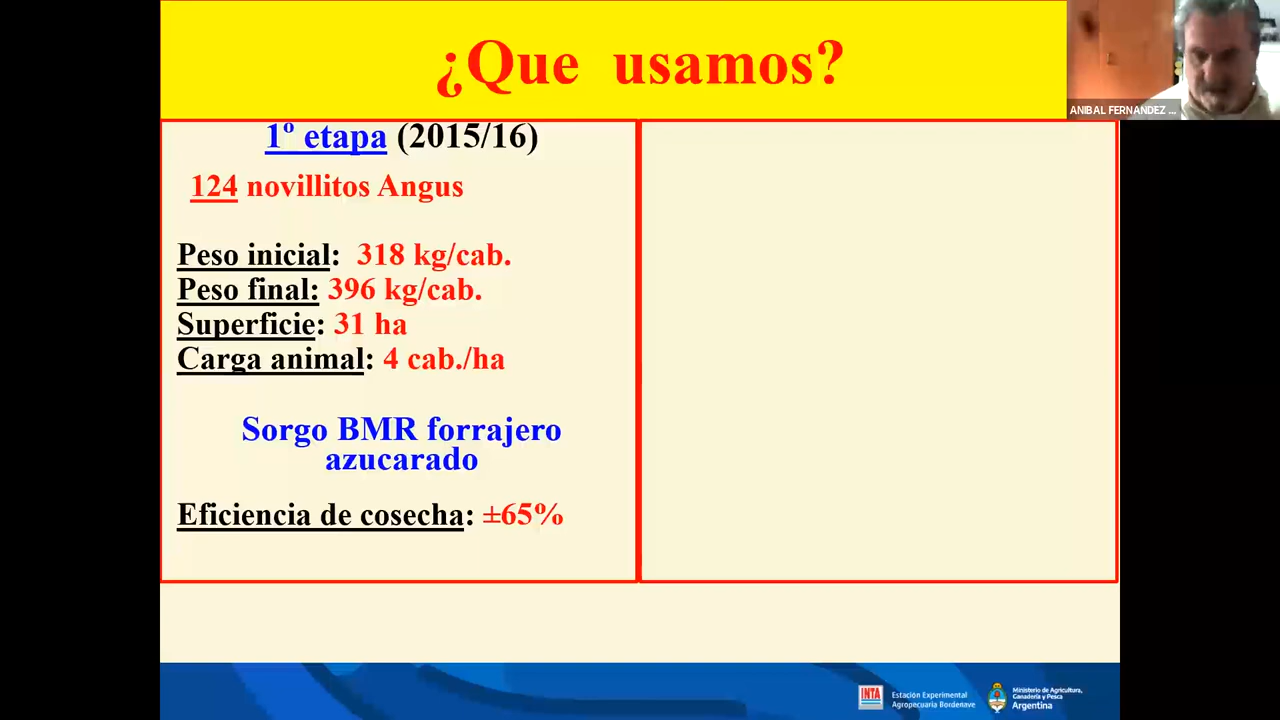 ¿Que usamos?
ANIBAL FERNANDEZ ...
1º etapa (2015/16)
124 novillitos Angus
Peso inicial: 318 kg/cab.
Peso final: 396 kg/cab.
Superficie: 31 ha
Carga animal: 4 cab./ha
Sorgo BMR forrajero
azucarado
Eficiencia de cosecha: ±65%
INTA
Estación Experimental
Agropecuaria Bordenave
Ministerio de Agricultura,
Ganadería y Pesca
Argentina